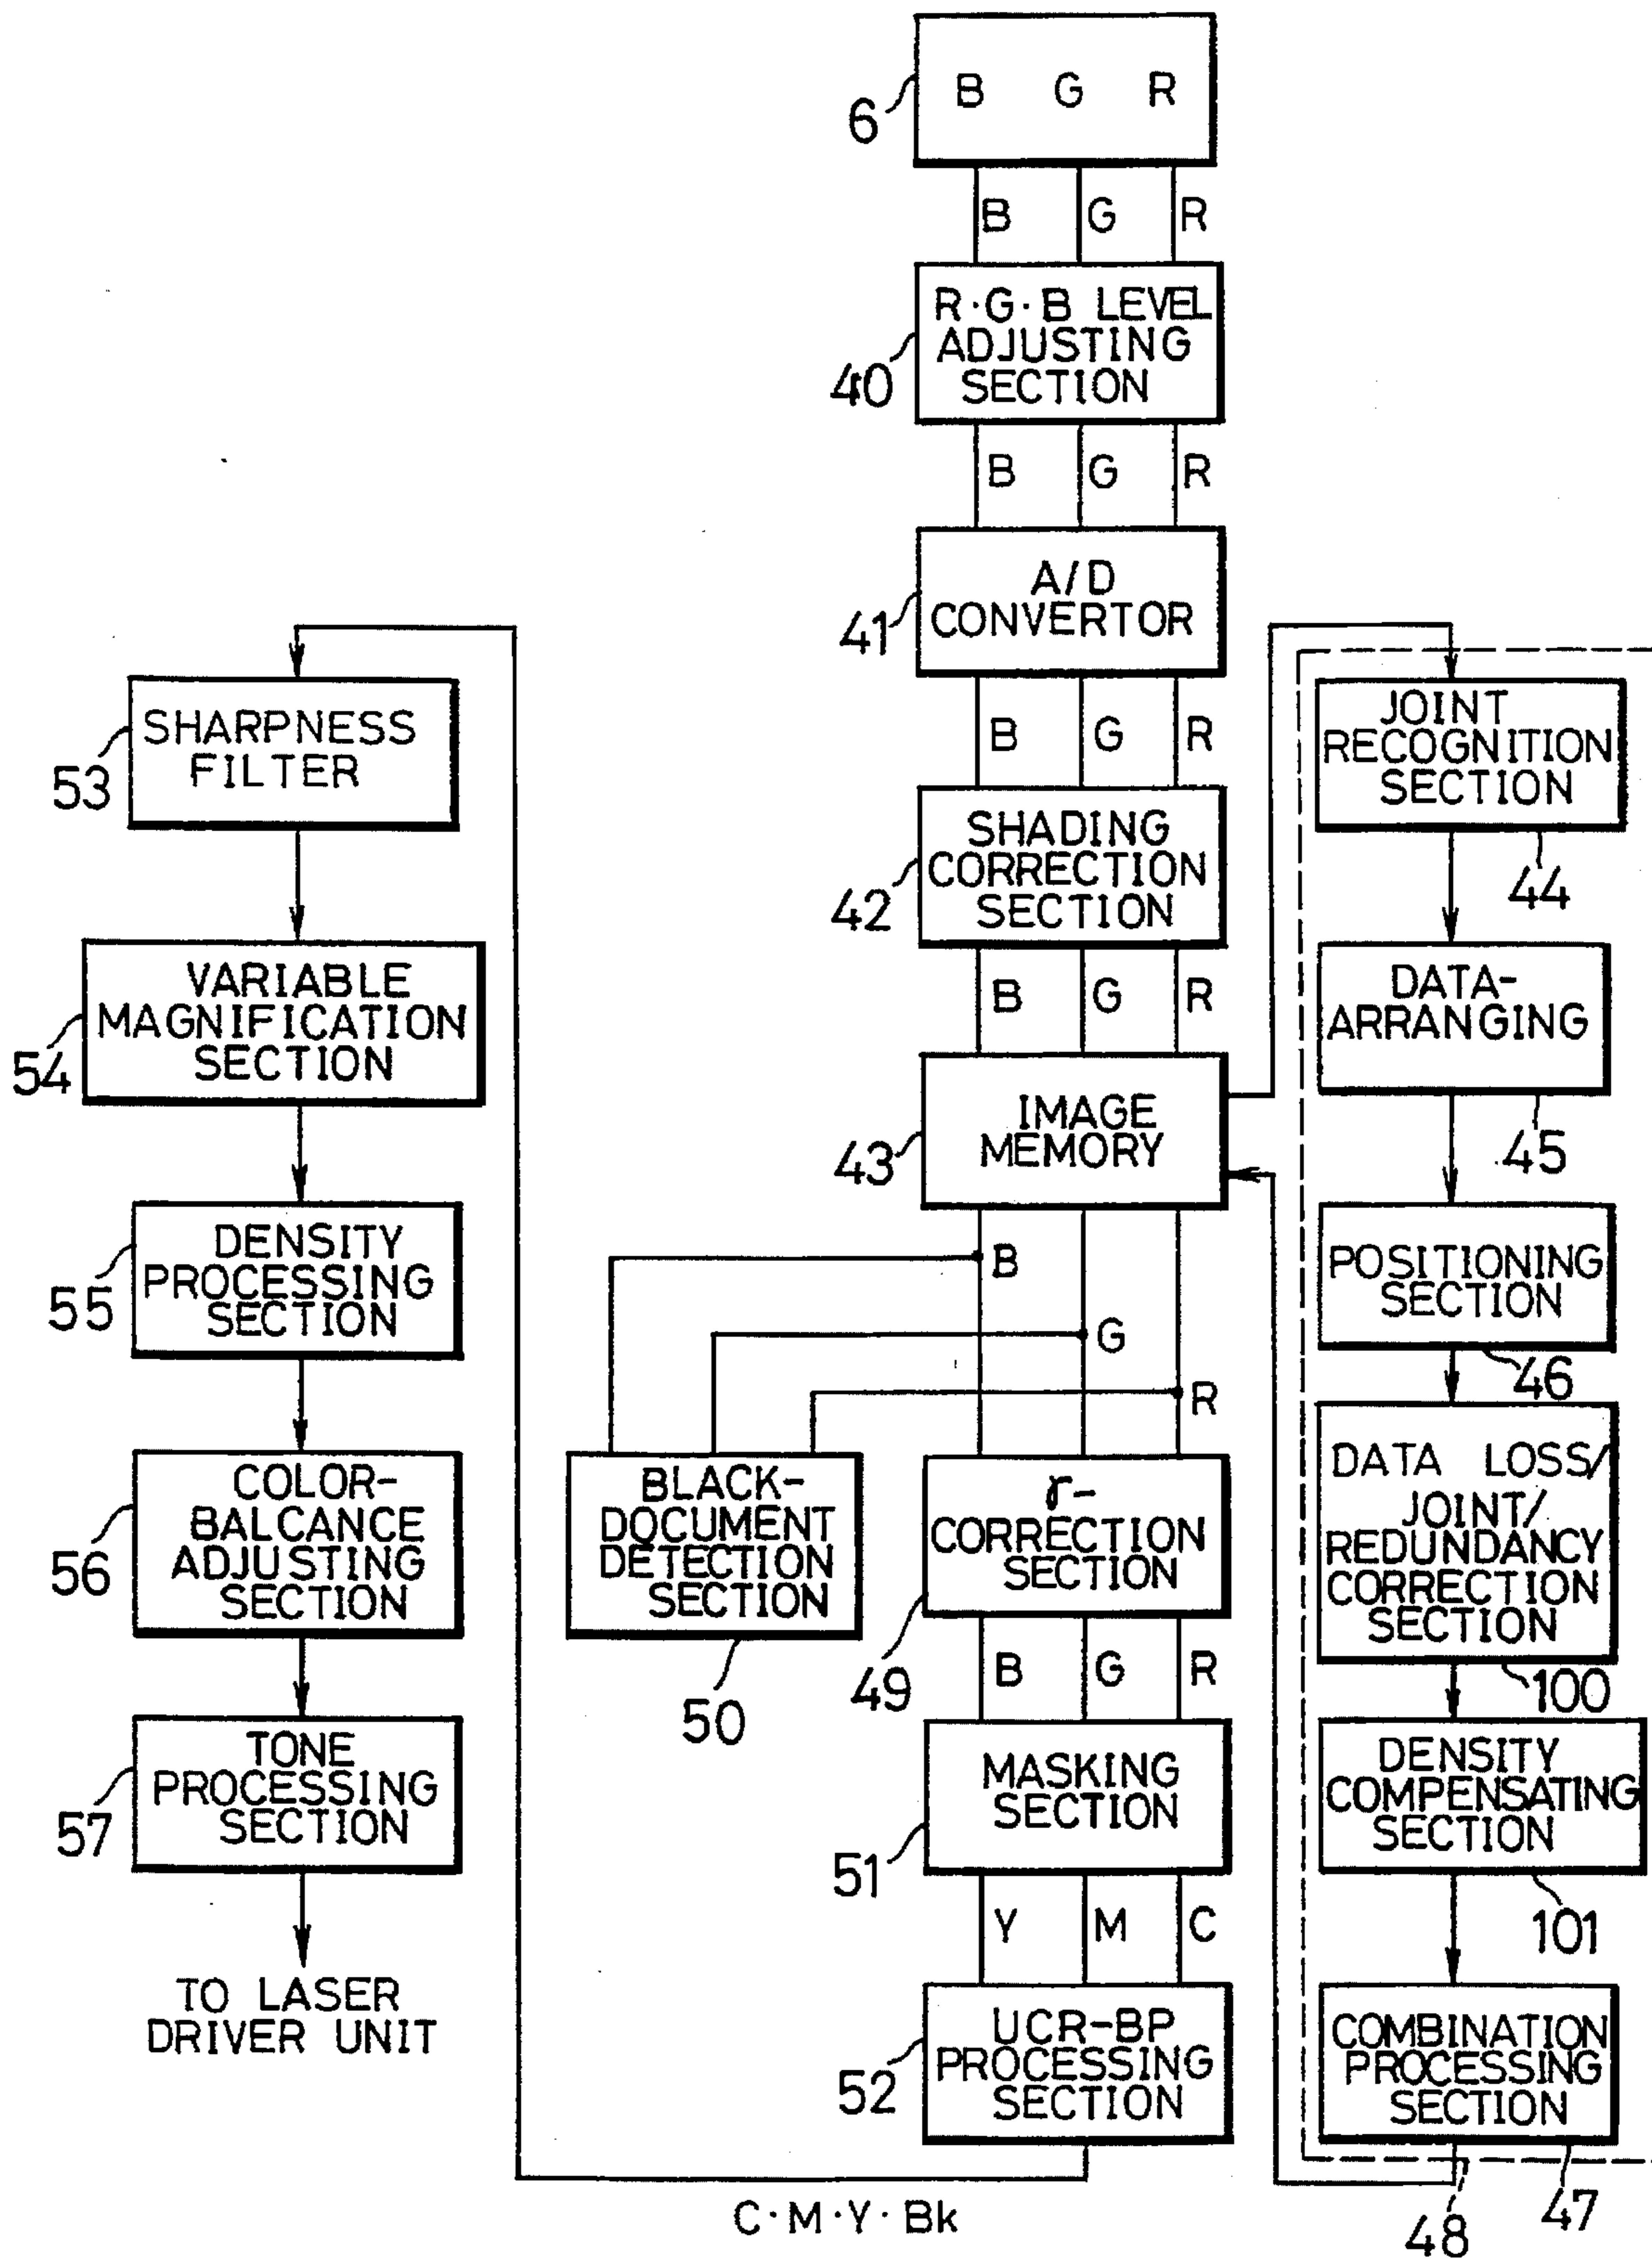 B G R
6
B G R
R·G·B LEVEL
ADJUSTING
SECTION
40
B G R
A/D
CONVERTOR
41
B G R
SHADING
CORRECTION
SECTION
42
B G R
IMAGE
MEMORY
43
B
G
R
BLACK-
DOCUMENT
DETECTION
SECTION
50
γ-
CORRECTION
SECTION
49
B G R
MASKING
SECTION
51
Y M C
UCR-BP
PROCESSING
SECTION
52
C·M·Y·Bk
JOINT
RECOGNITION
SECTION
44
DATA-
ARRANGING
45
POSITIONING
SECTION
46
DATA LOSS/
JOINT/
REDUNDANCY
CORRECTION
SECTION
100
DENSITY
COMPENSATING
SECTION
101
COMBINATION
PROCESSING
SECTION
47
48
SHARPNESS
FILTER
53
VARIABLE
MAGNIFICATION
SECTION
54
DENSITY
PROCESSING
SECTION
55
COLOR-
BALCANCE
ADJUSTING
SECTION
56
TONE
PROCESSING
SECTION
57
TO LASER
DRIVER UNIT